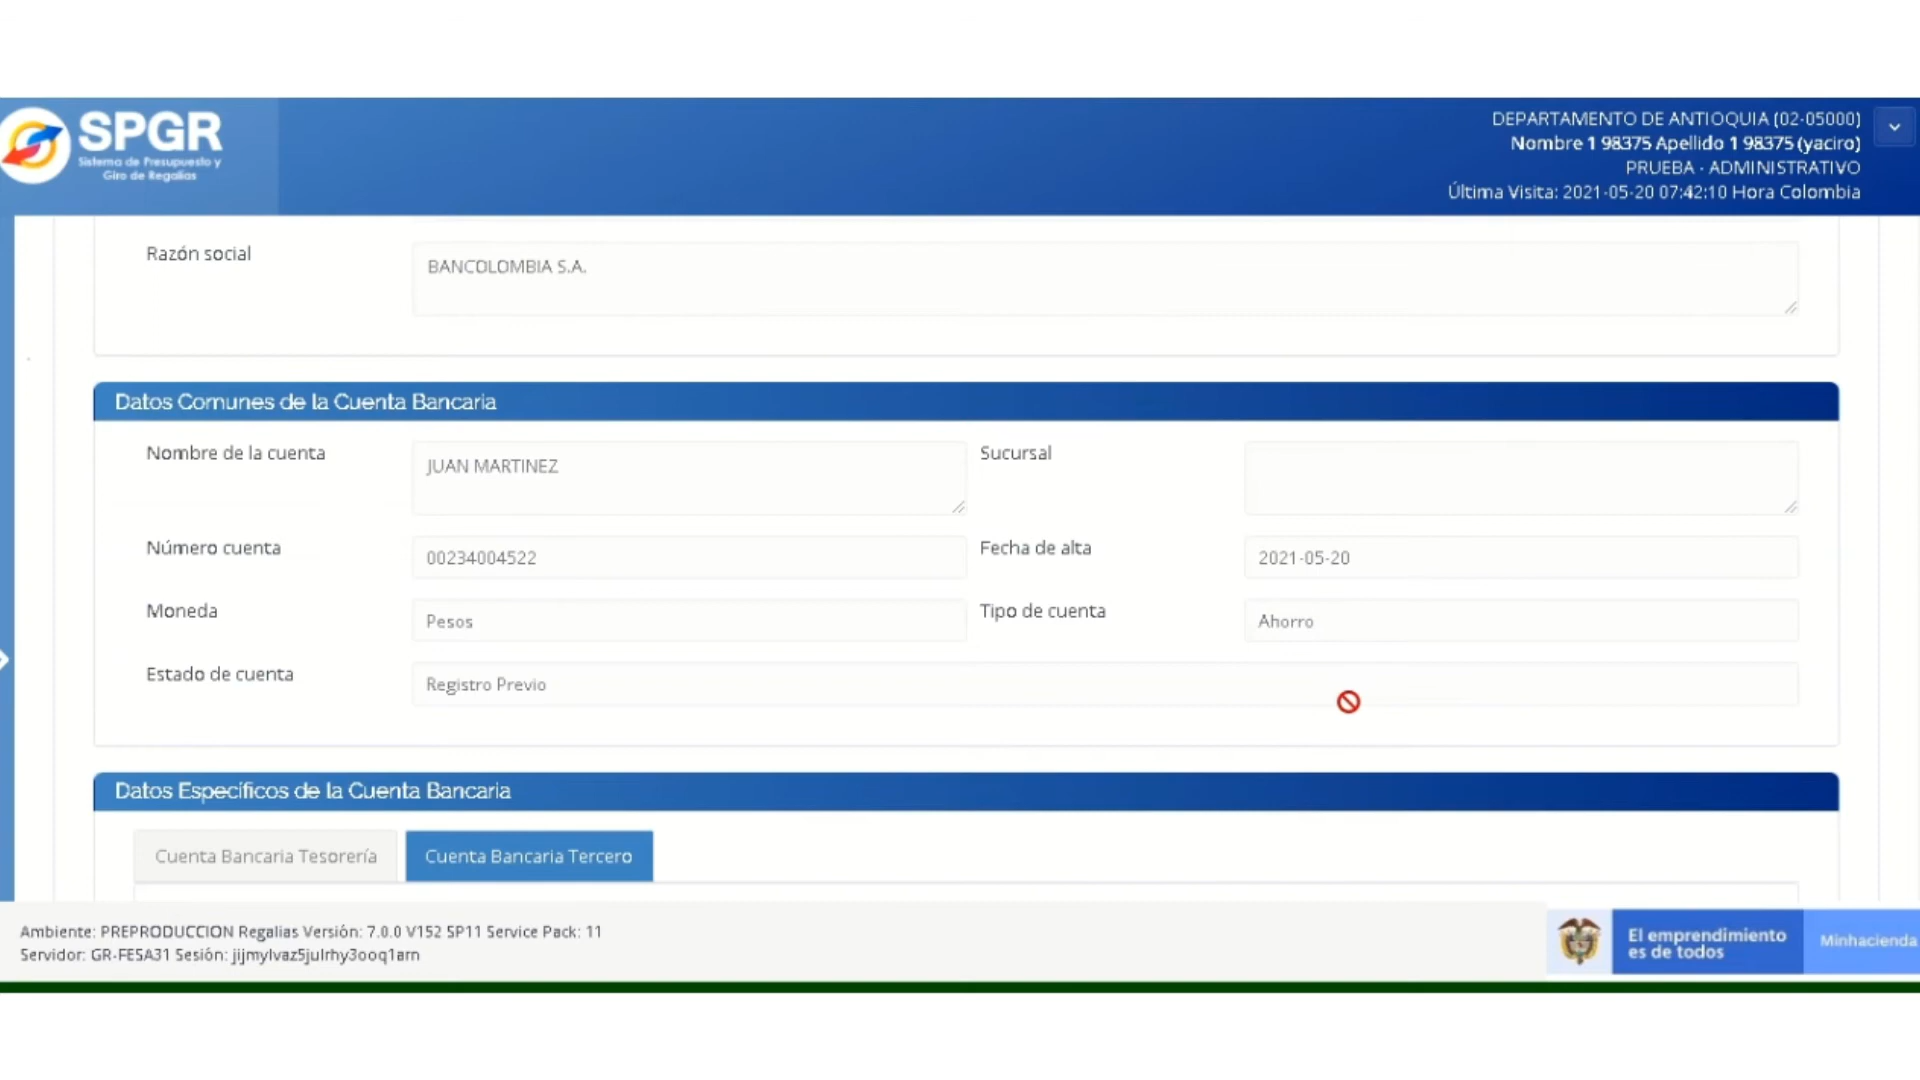 SPGR
Sistema de Presupuesto y
Giro de Regalías
DEPARTAMENTO DE ANTIOQUIA (02-05000)
Nombre 1 98375 Apellido 1 98375 (yaciro)
PRUEBA - ADMINISTRATIVO
Última Visita: 2021-05-20 07:42:10 Hora Colombia
Razón social
BANCOLOMBIA S.A.
Datos Comunes de la Cuenta Bancaria
Nombre de la cuenta
JUAN MARTINEZ
Sucursal
Número cuenta
00234004522
Fecha de alta
2021-05-20
Moneda
Pesos
Tipo de cuenta
Ahorro
Estado de cuenta
Registro Previo
Datos Específicos de la Cuenta Bancaria
Cuenta Bancaria Tesorería
Cuenta Bancaria Tercero
Ambiente: PREPRODUCCION Regalias Versión: 7.0.0 V152 SP11 Service Pack: 11
Servidor: GR-FESA31 Sesión: jijmylvaz5julrhy3ooq1arn
El emprendimiento
es de todos
Minhacienda